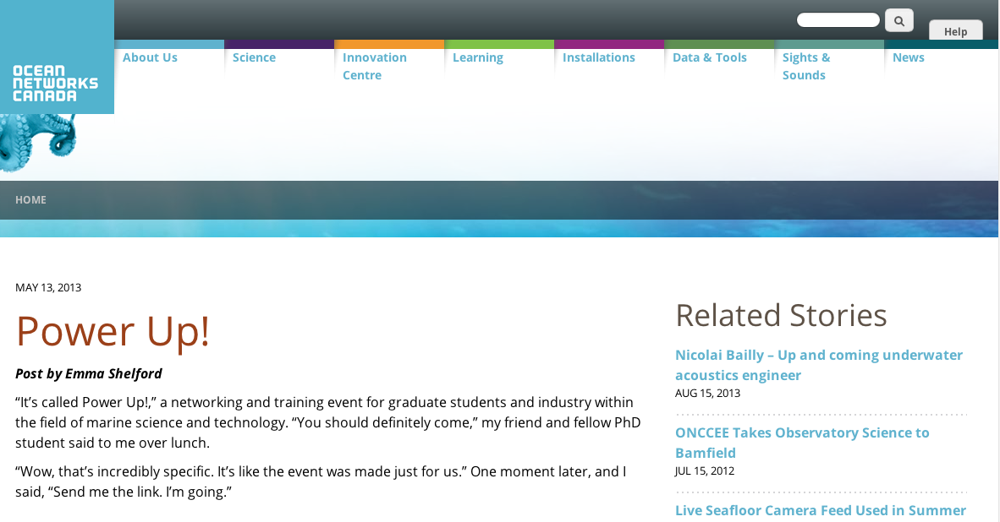 OCEAN
NETWORKS
CANADA
Help
About Us
Science
Innovation
Centre
Learning
Installations
Data & Tools
Sights &
Sounds
News
HOME
MAY 13, 2013
Power Up!
Post by Emma Shelford
“It’s called Power Up!,” a networking and training event for graduate students and industry within
the field of marine science and technology. “You should definitely come,” my friend and fellow PhD
student said to me over lunch.
“Wow, that’s incredibly specific. It’s like the event was made just for us.” One moment later, and I
said, “Send me the link. I’m going.”
Related Stories
Nicolai Bailly – Up and coming underwater
acoustics engineer
AUG 15, 2013
ONCCEE Takes Observatory Science to
Bamfield
JUL 15, 2012
Live Seafloor Camera Feed Used in Summer